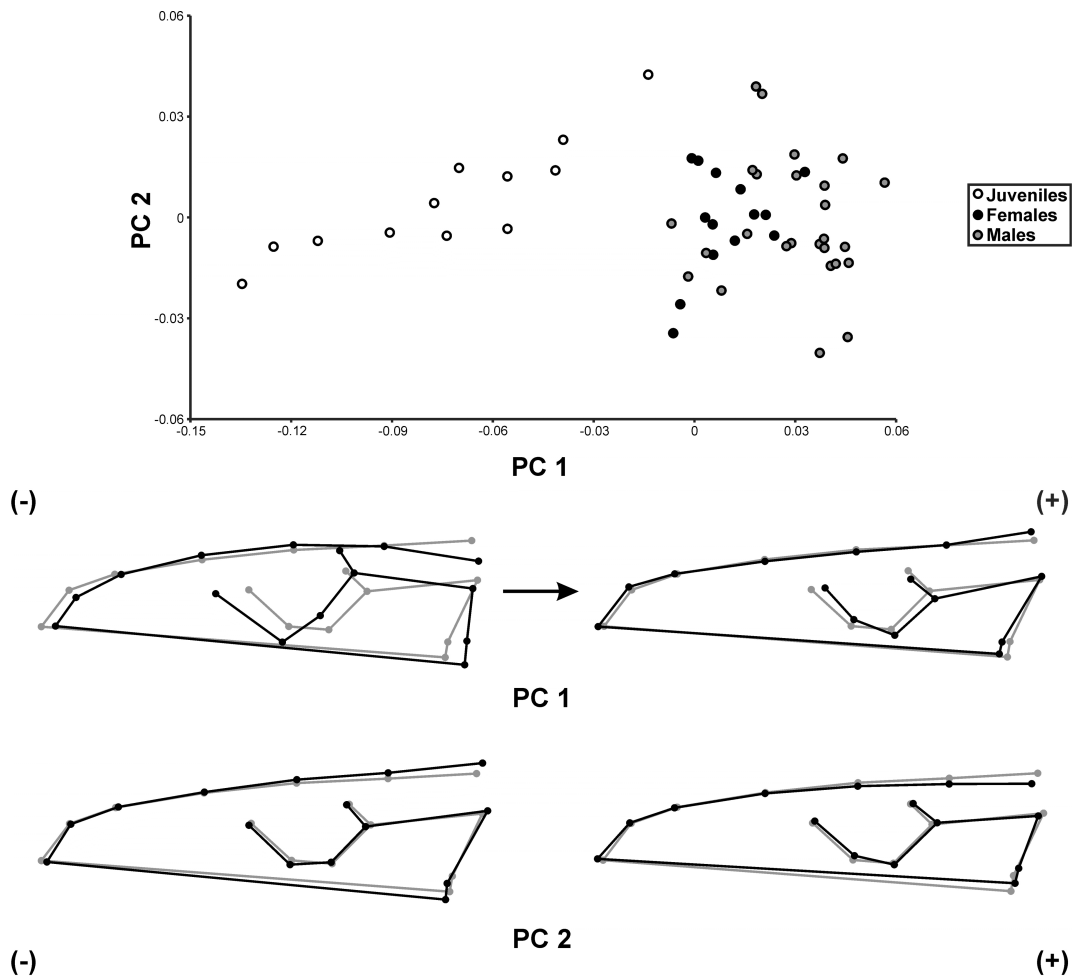 0.06
0.03
0
-0.03
-0.06
PC 2
-0.15 -0.12 -0.09 -0.06 -0.03 0 0.03 0.06
PC 1
Juveniles
Females
Males
(-) (+)
PC 1
PC 2
(-) (+)